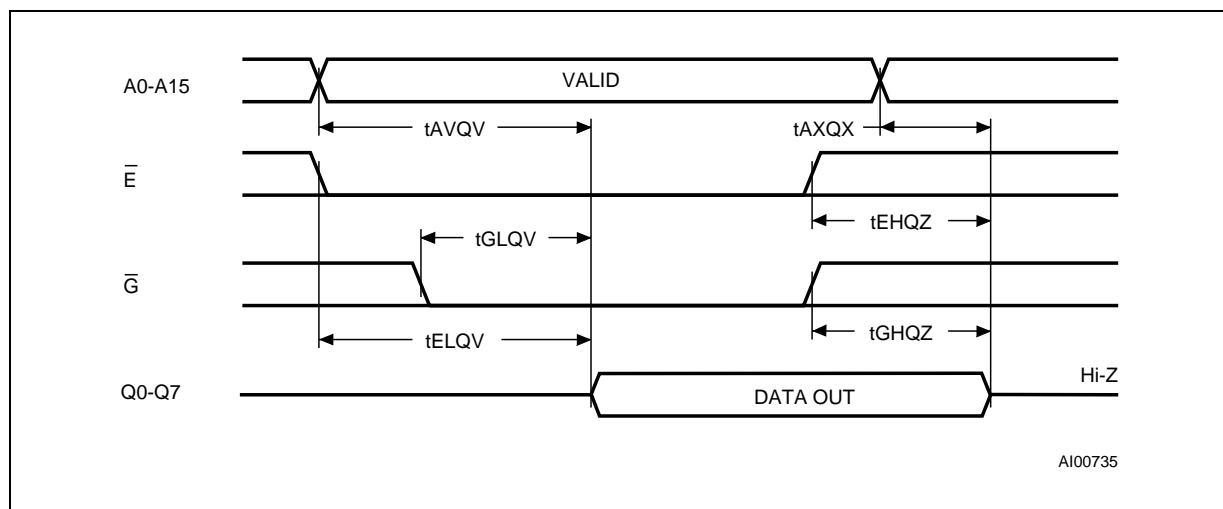 A0-A15
VALID
tAVQV
tAXQX
E̅
tEHQZ
tGLQV
G̅
tGHQZ
tELQV
Hi-Z
Q0-Q7
DATA OUT
AI00735